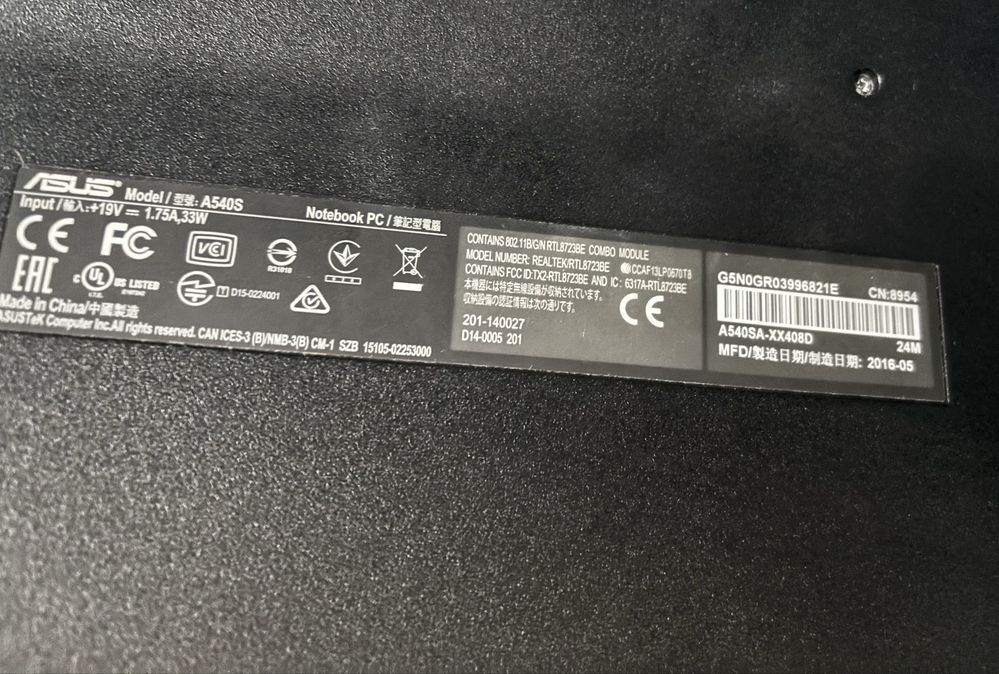 ASUS Model / 型號: A540S
Input / 輸入:+19V 1.75A,33W
Notebook PC / 筆記型電腦
CE FC VCCI R31018
EAC c UL US LISTED
I.T.E.
D15-0224001
Made in China/中國製造
ASUSTeK Computer Inc.All rights reserved. CAN ICES-3 (B)/NMB-3(B) CM-1 SZB 15105-02253000
CONTAINS 802.11B/G/N RTL8723BE COMBO MODULE
MODEL NUMBER: REALTEK/RTL8723BE CCAF13LP0670T8
CONTAINS FCC ID:TX2-RTL8723BE AND IC : 6317A-RTL8723BE
本機器には特定無線設備が収納されています。
収納設備の認証情報は次の通りです。
CE
201-140027
D14-0005 201
G5N0GR03996821E CN:8954
A540SA-XX408D 24M
MFD/製造日期/制造日期: 2016-05